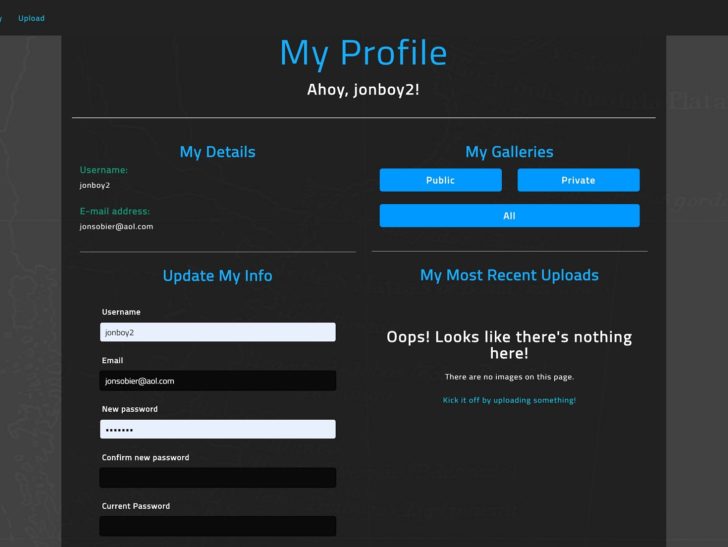 Upload
My Profile
Ahoy, jonboy2!
My Details
Username:
jonboy2
E-mail address:
jonsobier@aol.com
My Galleries
Public
Private
All
Update My Info
Username
jonboy2
Email
jonsobier@aol.com
New password
•••••••
Confirm new password
Current Password
My Most Recent Uploads
Oops! Looks like there's nothing
here!
There are no images on this page.
Kick it off by uploading something!